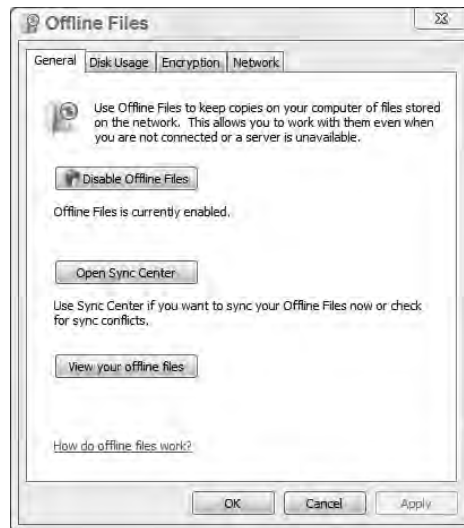 Offline Files
General Disk Usage Encryption Network
Use Offline Files to keep copies on your computer of files stored
on the network. This allows you to work with them even when
you are not connected or a server is unavailable.
Disable Offline Files
Offline Files is currently enabled.
Open Sync Center
Use Sync Center if you want to sync your Offline Files now or check
for sync conflicts.
View your offline files
How do offline files work?
OK Cancel Apply